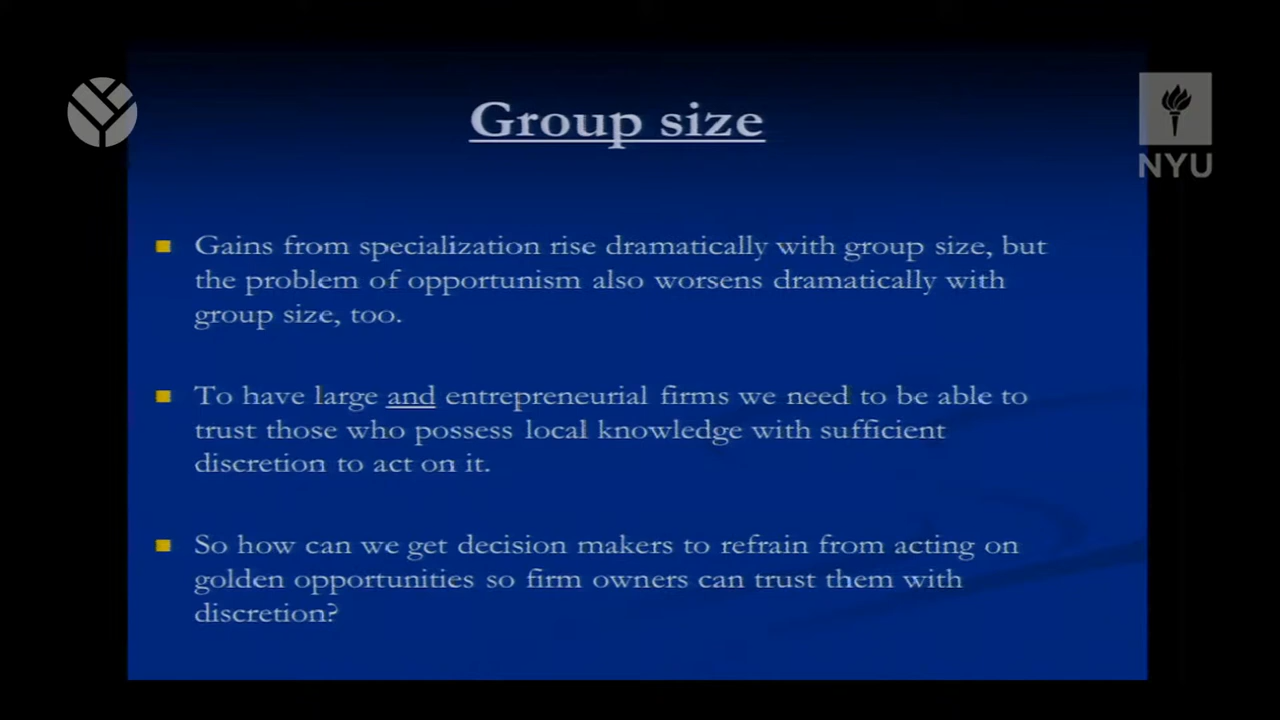 Group size
NYU
Gains from specialization rise dramatically with group size, but
the problem of opportunism also worsens dramatically with
group size, too.
To have large and entrepreneurial firms we need to be able to
trust those who possess local knowledge with sufficient
discretion to act on it.
So how can we get decision makers to refrain from acting on
golden opportunities so firm owners can trust them with
discretion?